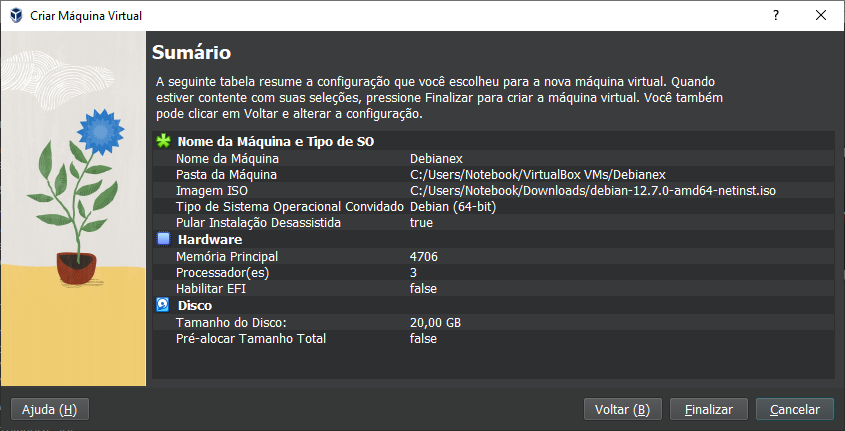 Criar Máquina Virtual
?
Sumário
A seguinte tabela resume a configuração que você escolheu para a nova máquina virtual. Quando
estiver contente com suas seleções, pressione Finalizar para criar a máquina virtual. Você também
pode clicar em Voltar e alterar a configuração.
Nome da Máquina e Tipo de SO
Nome da Máquina Debianex
Pasta da Máquina C:/Users/Notebook/VirtualBox VMs/Debianex
Imagem ISO C:/Users/Notebook/Downloads/debian-12.7.0-amd64-netinst.iso
Tipo de Sistema Operacional Convidado Debian (64-bit)
Pular Instalação Desassistida true
Hardware
Memória Principal 4706
Processador(es) 3
Habilitar EFI false
Disco
Tamanho do Disco: 20,00 GB
Pré-alocar Tamanho Total false
Ajuda (H) Voltar (B) Finalizar Cancelar